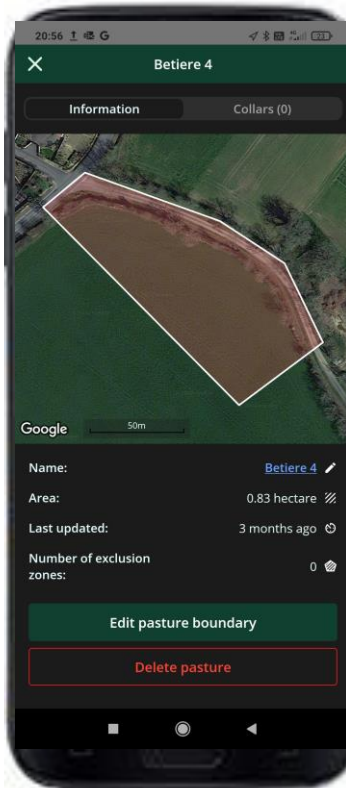 20:56 G 21
Betiere 4
Information Collars (0)
Google 50m
Name: Betiere 4
Area: 0.83 hectare
Last updated: 3 months ago
Number of exclusion
zones: 0
Edit pasture boundary
Delete pasture